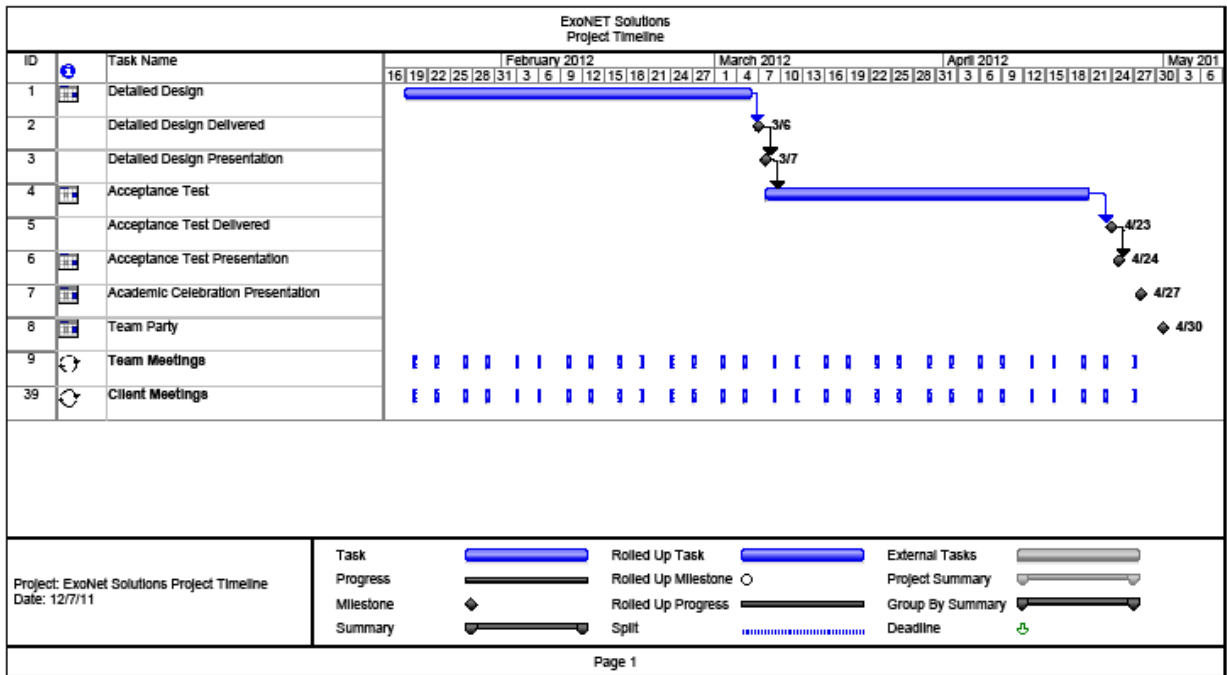 ExoNET Solutions
Project Timeline
ID Task Name February 2012 March 2012 April 2012 May 201
16 19 22 25 28 31 3 6 9 12 15 18 21 24 27 1 4 7 10 13 16 19 22 25 28 31 3 6 9 12 15 18 21 24 27 30 3 6
1 Detailed Design
2 Detailed Design Delivered 3/6
3 Detailed Design Presentation 3/7
4 Acceptance Test
5 Acceptance Test Delivered 4/23
6 Acceptance Test Presentation 4/24
7 Academic Celebration Presentation 4/27
8 Team Party 4/30
9 Team Meetings
39 Client Meetings
Project: ExoNet Solutions Project Timeline
Date: 12/7/11
Task Rolled Up Task External Tasks
Progress Rolled Up Milestone Project Summary
Milestone Rolled Up Progress Group By Summary
Summary Split Deadline
Page 1